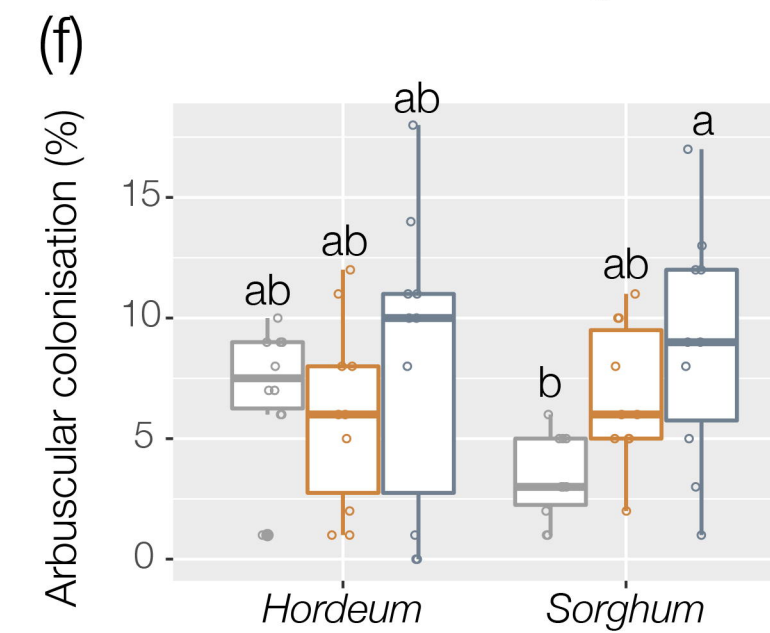 (f)
Arbuscular colonisation (%)
15
10
5
0
ab
ab
ab
b
ab
a
Hordeum
Sorghum